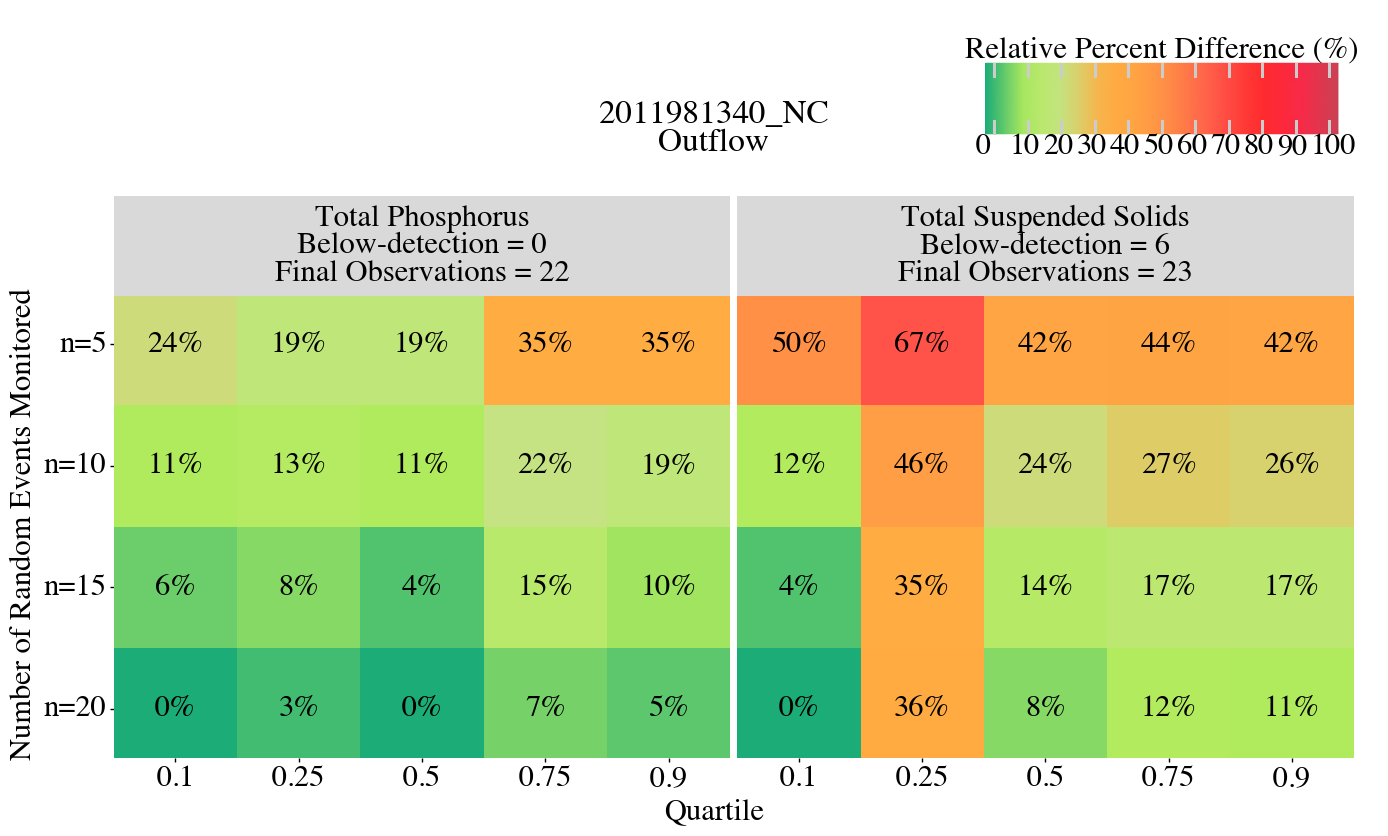 Relative Percent Difference (%)
0 10 20 30 40 50 60 70 80 90 100
2011981340_NC
Outflow
Total Phosphorus
Below-detection = 0
Final Observations = 22
Total Suspended Solids
Below-detection = 6
Final Observations = 23
Number of Random Events Monitored
n=5 24% 19% 19% 35% 35% 50% 67% 42% 44% 42%
n=10 11% 13% 11% 22% 19% 12% 46% 24% 27% 26%
n=15 6% 8% 4% 15% 10% 4% 35% 14% 17% 17%
n=20 0% 3% 0% 7% 5% 0% 36% 8% 12% 11%
0.1 0.25 0.5 0.75 0.9 0.1 0.25 0.5 0.75 0.9
Quartile